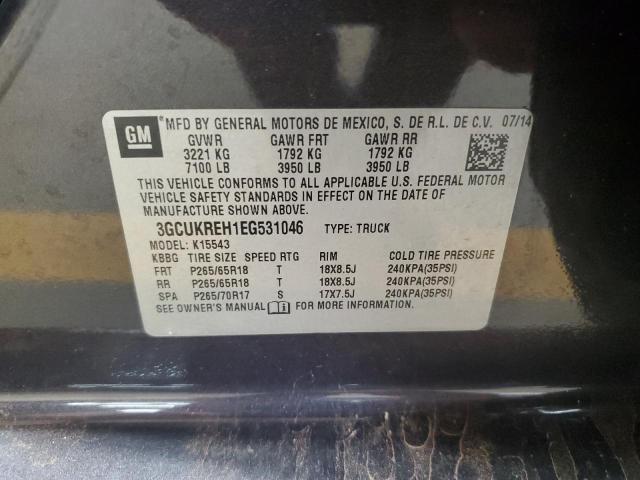 GM
® MFD BY GENERAL MOTORS DE MEXICO, S. DE R.L. DE C.V. 07/14
GVWR GAWR FRT GAWR RR
3221 KG 1792 KG 1792 KG
7100 LB 3950 LB 3950 LB
THIS VEHICLE CONFORMS TO ALL APPLICABLE U.S. FEDERAL MOTOR
VEHICLE SAFETY STANDARDS IN EFFECT ON THE DATE OF
MANUFACTURE SHOWN ABOVE.
3GCUKREH1EG531046 TYPE: TRUCK
MODEL: K15543
KBBG TIRE SIZE SPEED RTG RIM COLD TIRE PRESSURE
FRT P265/65R18 T 18X8.5J 240KPA(35PSI)
RR P265/65R18 T 18X8.5J 240KPA(35PSI)
SPA P265/70R17 S 17X7.5J 240KPA(35PSI)
SEE OWNER'S MANUAL i FOR MORE INFORMATION.